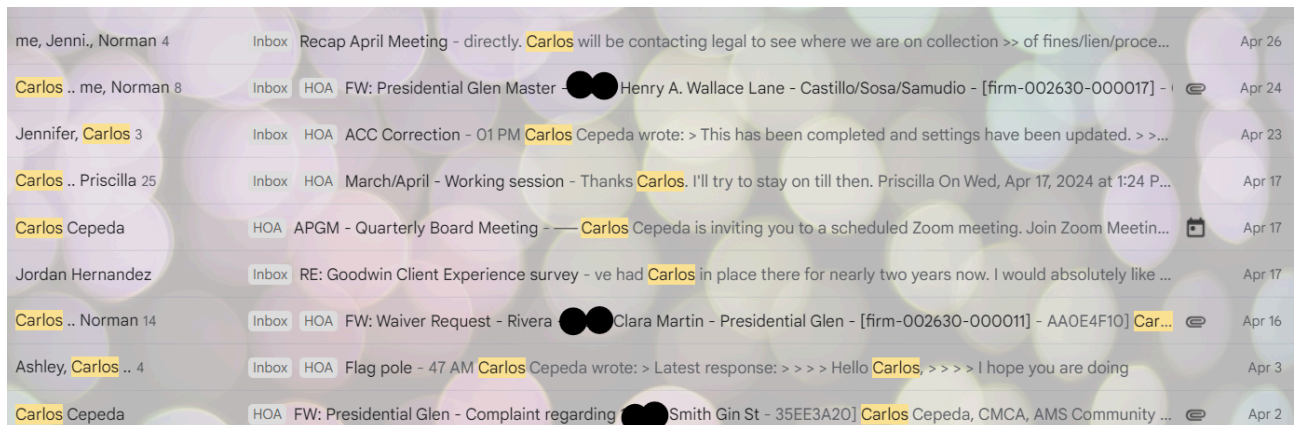 me, Jenni., Norman 4 Inbox Recap April Meeting - directly. Carlos will be contacting legal to see where we are on collection >> of fines/lien/proce... Apr 26
Carlos .. me, Norman 8 Inbox HOA FW: Presidential Glen Master - Henry A. Wallace Lane - Castillo/Sosa/Samudio - [firm-002630-000017] - Apr 24
Jennifer, Carlos 3 Inbox HOA ACC Correction - 01 PM Carlos Cepeda wrote: > This has been completed and settings have been updated. > >... Apr 23
Carlos .. Priscilla 25 Inbox HOA March/April - Working session - Thanks Carlos. I'll try to stay on till then. Priscilla On Wed, Apr 17, 2024 at 1:24 P... Apr 17
Carlos Cepeda HOA APGM - Quarterly Board Meeting - —— Carlos Cepeda is inviting you to a scheduled Zoom meeting. Join Zoom Meetin... Apr 17
Jordan Hernandez Inbox RE: Goodwin Client Experience survey - ve had Carlos in place there for nearly two years now. I would absolutely like ... Apr 17
Carlos .. Norman 14 Inbox HOA FW: Waiver Request - Rivera - Clara Martin - Presidential Glen - [firm-002630-000011] - AA0E4F10] Car... Apr 16
Ashley, Carlos .. 4 Inbox HOA Flag pole - 47 AM Carlos Cepeda wrote: > Latest response: > > > > Hello Carlos, > > > > I hope you are doing Apr 3
Carlos Cepeda HOA FW: Presidential Glen - Complaint regarding Smith Gin St - 35EE3A20] Carlos Cepeda, CMCA, AMS Community ... Apr 2